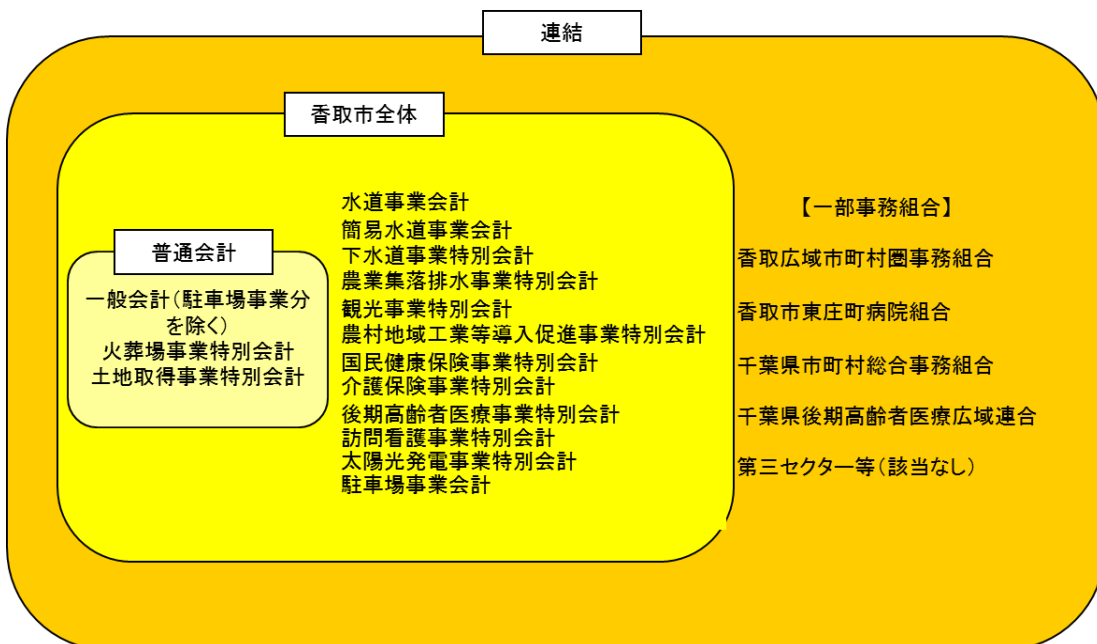 連結
香取市全体
普通会計
一般会計(駐車場事業分
を除く)
火葬場事業特別会計
土地取得事業特別会計
水道事業会計
簡易水道事業会計
下水道事業特別会計
農業集落排水事業特別会計
観光事業特別会計
農村地域工業等導入促進事業特別会計
国民健康保険事業特別会計
介護保険事業特別会計
後期高齢者医療事業特別会計
訪問看護事業特別会計
太陽光発電事業特別会計
駐車場事業会計
【一部事務組合】
香取広域市町村圏事務組合
香取市東庄町病院組合
千葉県市町村総合事務組合
千葉県後期高齢者医療広域連合
第三セクター等(該当なし)